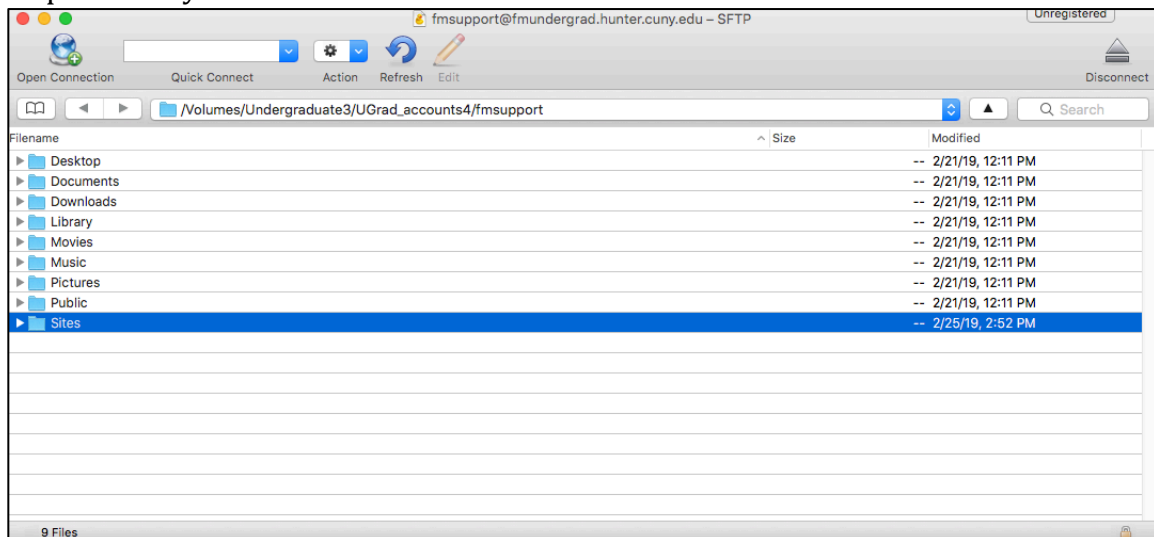 fmsupport@fmundergrad.hunter.cuny.edu – SFTP
Unregistered
Open Connection Quick Connect Action Refresh Edit Disconnect
/Volumes/Undergraduate3/UGrad_accounts4/fmsupport Search
Filename Size Modified
Desktop -- 2/21/19, 12:11 PM
Documents -- 2/21/19, 12:11 PM
Downloads -- 2/21/19, 12:11 PM
Library -- 2/21/19, 12:11 PM
Movies -- 2/21/19, 12:11 PM
Music -- 2/21/19, 12:11 PM
Pictures -- 2/21/19, 12:11 PM
Public -- 2/21/19, 12:11 PM
Sites -- 2/25/19, 2:52 PM
9 Files